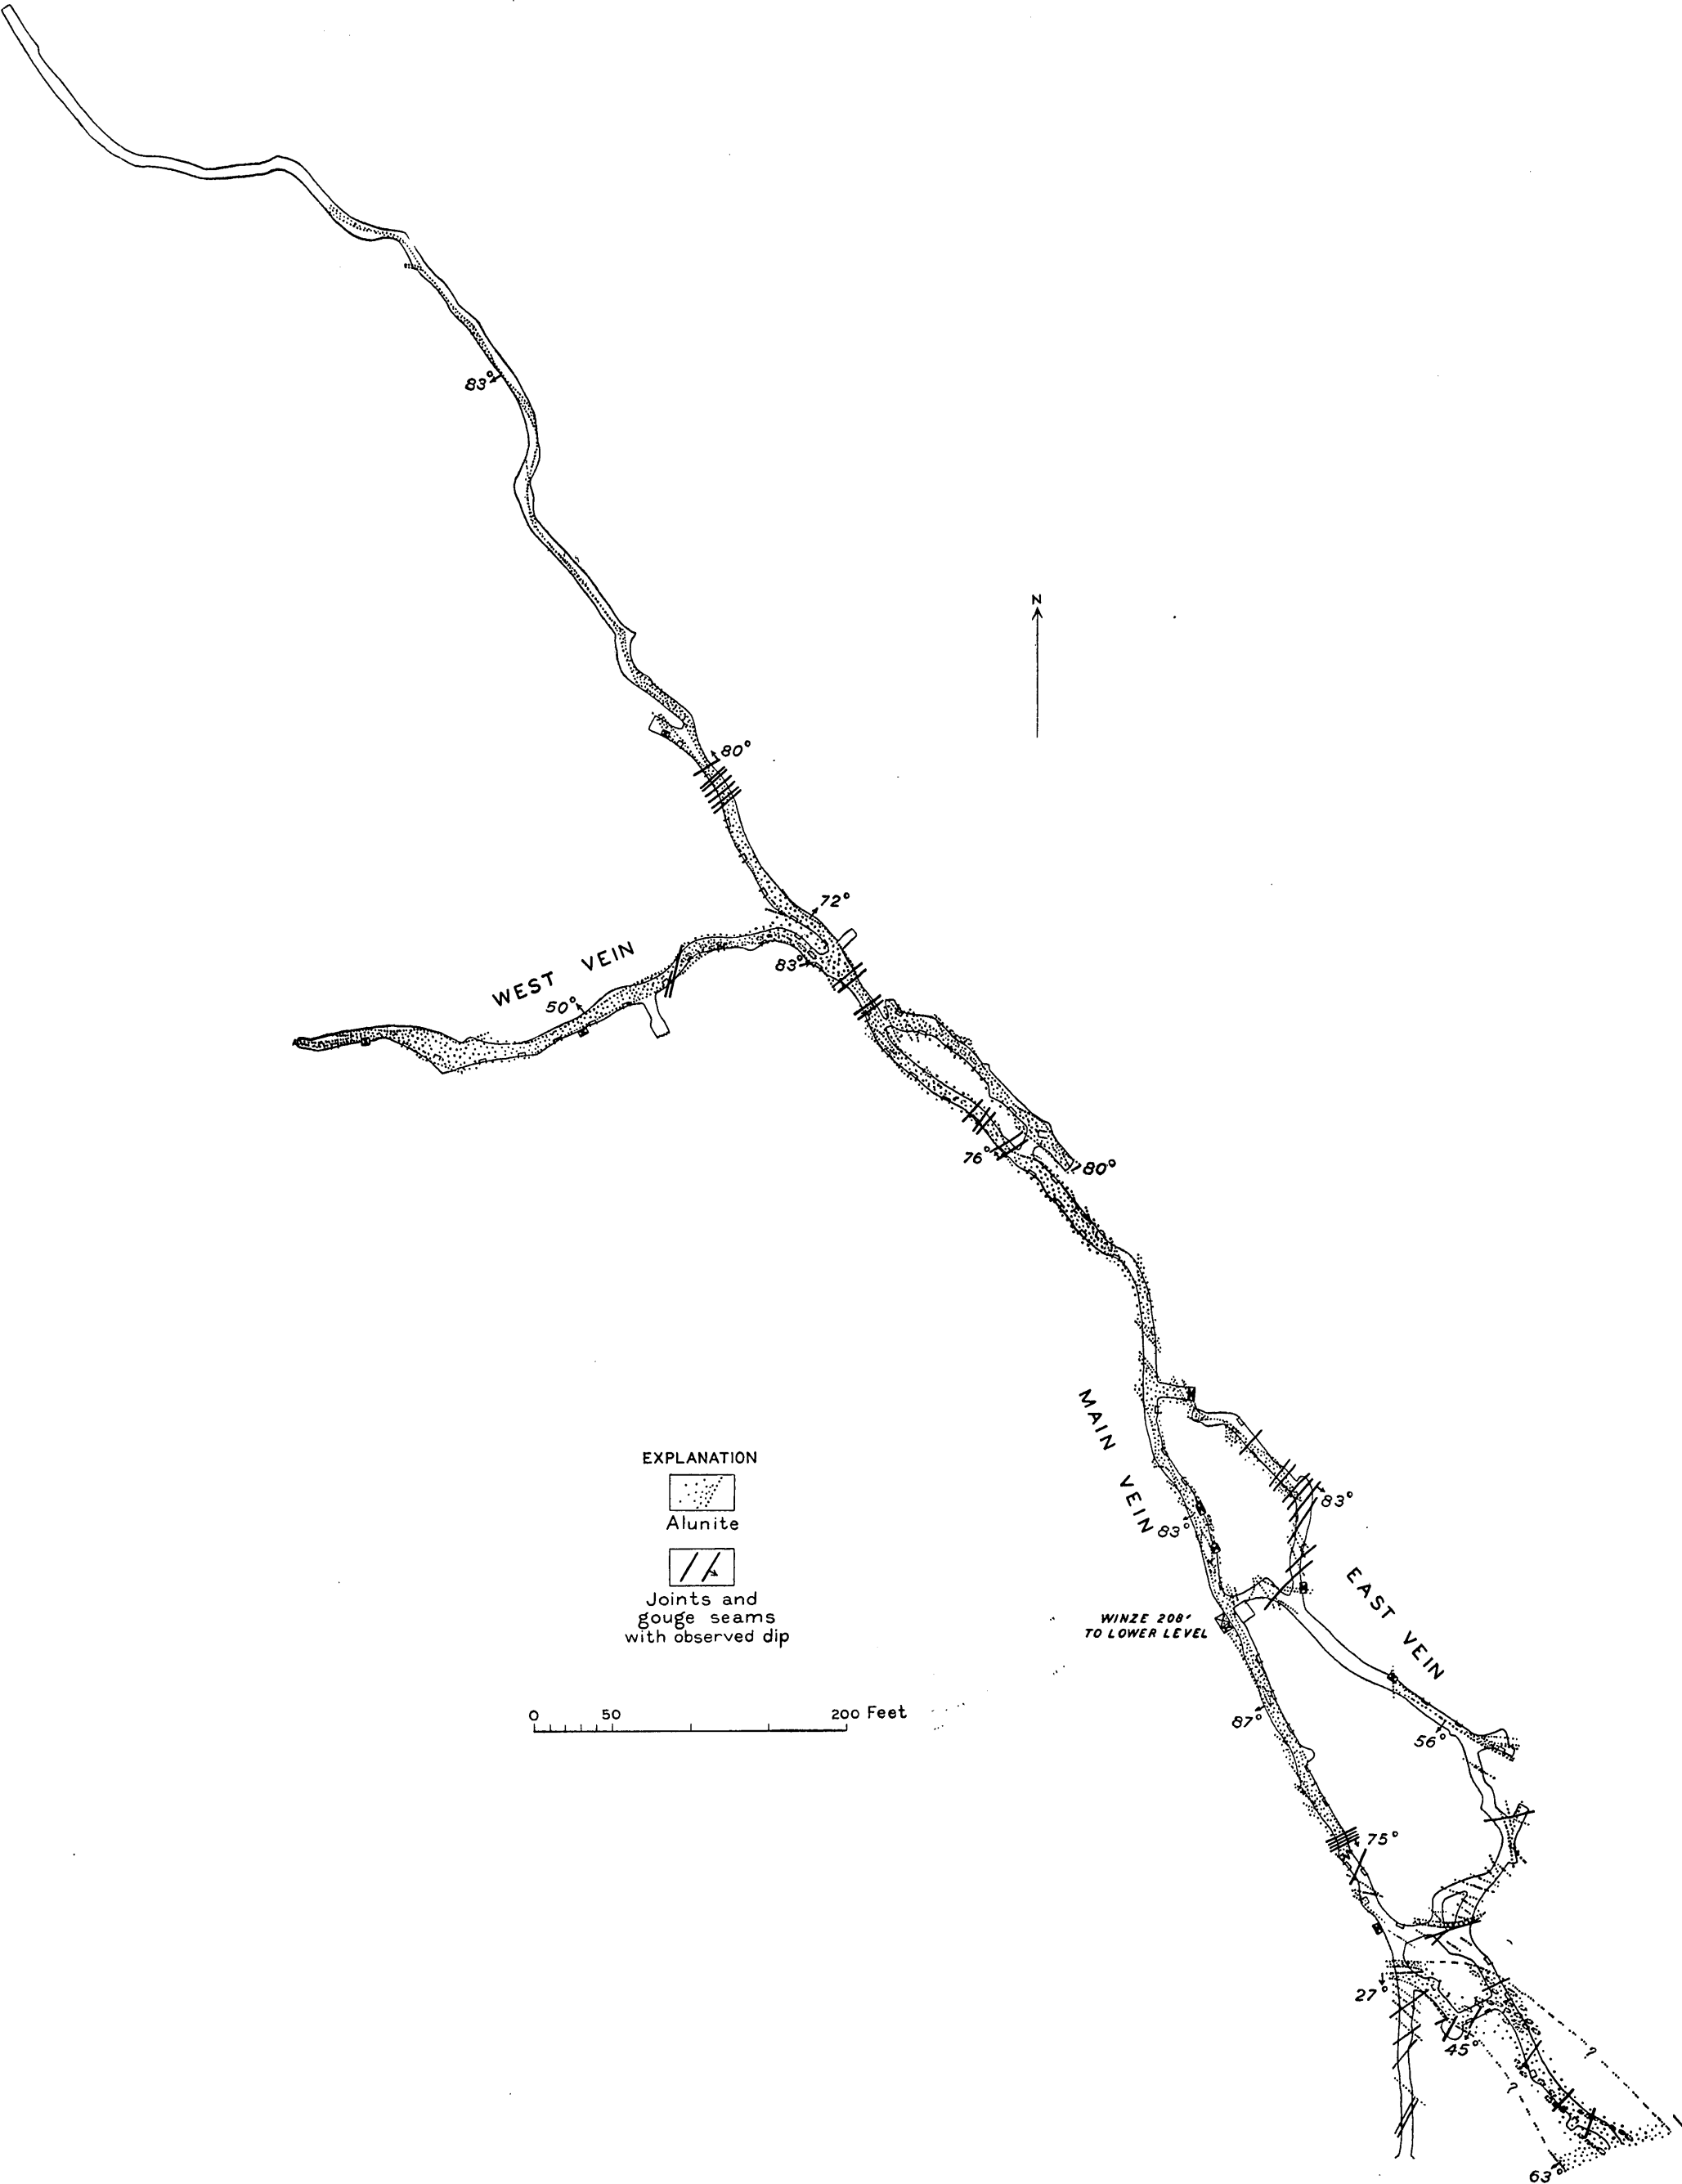 83°
N
80°
72°
WEST VEIN
83°
50°
76°
80°
MAIN VEIN
EXPLANATION
Alunite
Joints and
gouge seams
with observed dip
83°
83°
EAST VEIN
WINZE 208'
TO LOWER LEVEL
0 50 200 Feet
87°
56°
75°
27°
45°
?
?
63°